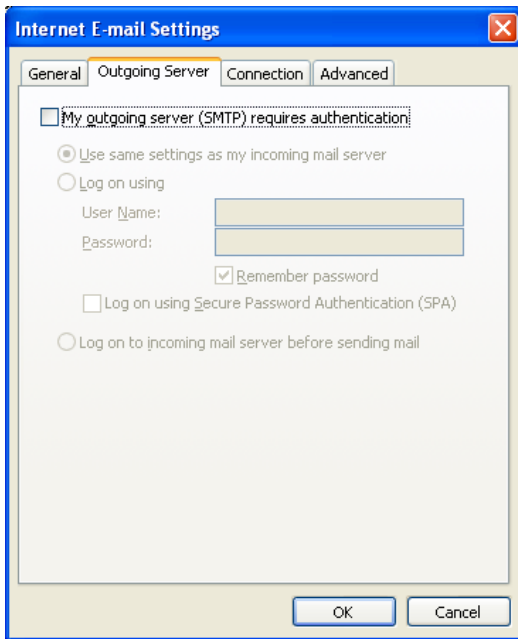 Internet E-mail Settings
General Outgoing Server Connection Advanced
My outgoing server (SMTP) requires authentication
Use same settings as my incoming mail server
Log on using
User Name:
Password:
Remember password
Log on using Secure Password Authentication (SPA)
Log on to incoming mail server before sending mail
OK Cancel